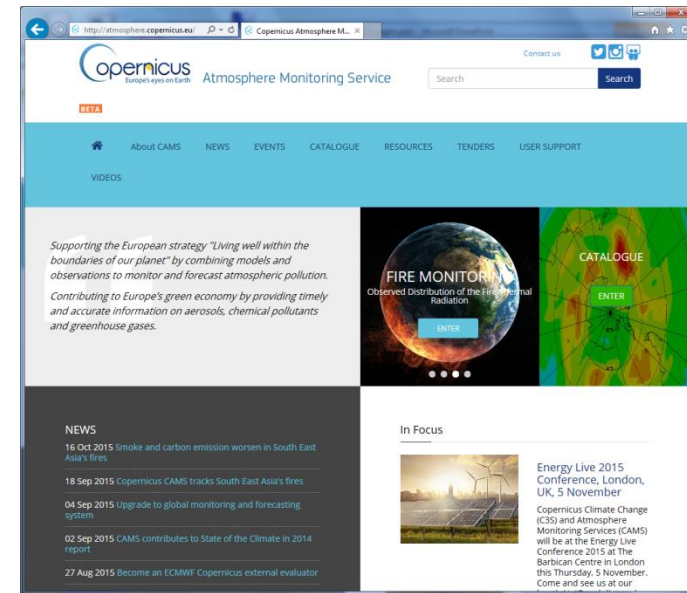 http://atmosphere.copernicus.eu/
Copernicus Atmosphere M...
Contact us
opernicus
Europe's eyes on Earth
Atmosphere Monitoring Service
Search
Search
BETA
About CAMS NEWS EVENTS CATALOGUE RESOURCES TENDERS USER SUPPORT
VIDEOS
Supporting the European strategy "Living well within the
boundaries of our planet" by combining models and
observations to monitor and forecast atmospheric pollution.
Contributing to Europe's green economy by providing timely
and accurate information on aerosols, chemical pollutants
and greenhouse gases.
FIRE MONITORING
Observed Distribution of the Fire Thermal
Radiation
ENTER
CATALOGUE
ENTER
NEWS
16 Oct 2015 Smoke and carbon emission worsen in South East
Asia's fires
18 Sep 2015 Copernicus CAMS tracks South East Asia's fires
04 Sep 2015 Upgrade to global monitoring and forecasting
system
02 Sep 2015 CAMS contributes to State of the Climate in 2014
report
27 Aug 2015 Become an ECMWF Copernicus external evaluator
In Focus
Energy Live 2015
Conference, London,
UK, 5 November
Copernicus Climate Change
(C3S) and Atmosphere
Monitoring Services (CAMS)
will be at the Energy Live
Conference 2015 at The
Barbican Centre in London
this Thursday, 5 November.
Come and see us at our